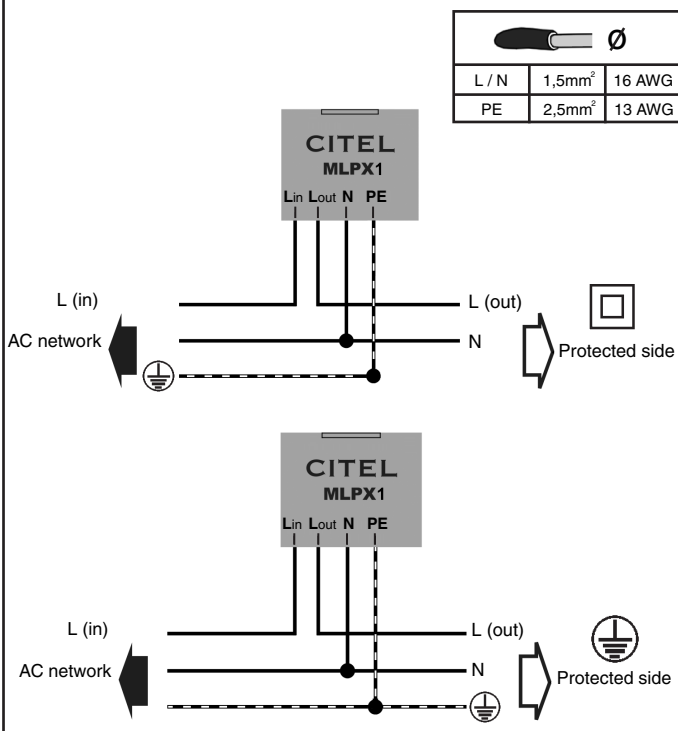 Ø
L / N 1,5mm² 16 AWG
PE 2,5mm² 13 AWG
CITEL
MLPX1
Lin Lout N PE
L (in) L (out)
AC network N Protected side
CITEL
MLPX1
Lin Lout N PE
L (in) L (out)
AC network N Protected side